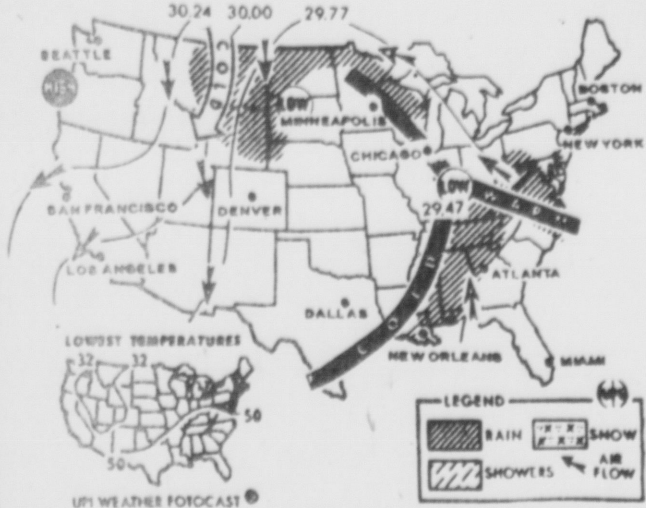 30.24 30.00 29.77
SEATTLE
COLD
LOW
MINNEAPOLIS
BOSTON
NEW YORK
CHICAGO
LOW
29.47
WARM
SAN FRANCISCO
DENVER
LOS ANGELES
ATLANTA
DALLAS
COLD
NEW ORLEANS
MIAMI
LOWEST TEMPERATURES
32 32
50
50
UPI WEATHER FOTOCAST
LEGEND
RAIN
SNOW
SHOWERS
AIR
FLOW